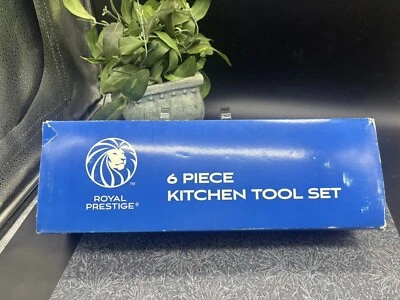 ROYAL
PRESTIGE®
6 PIECE
KITCHEN TOOL SET